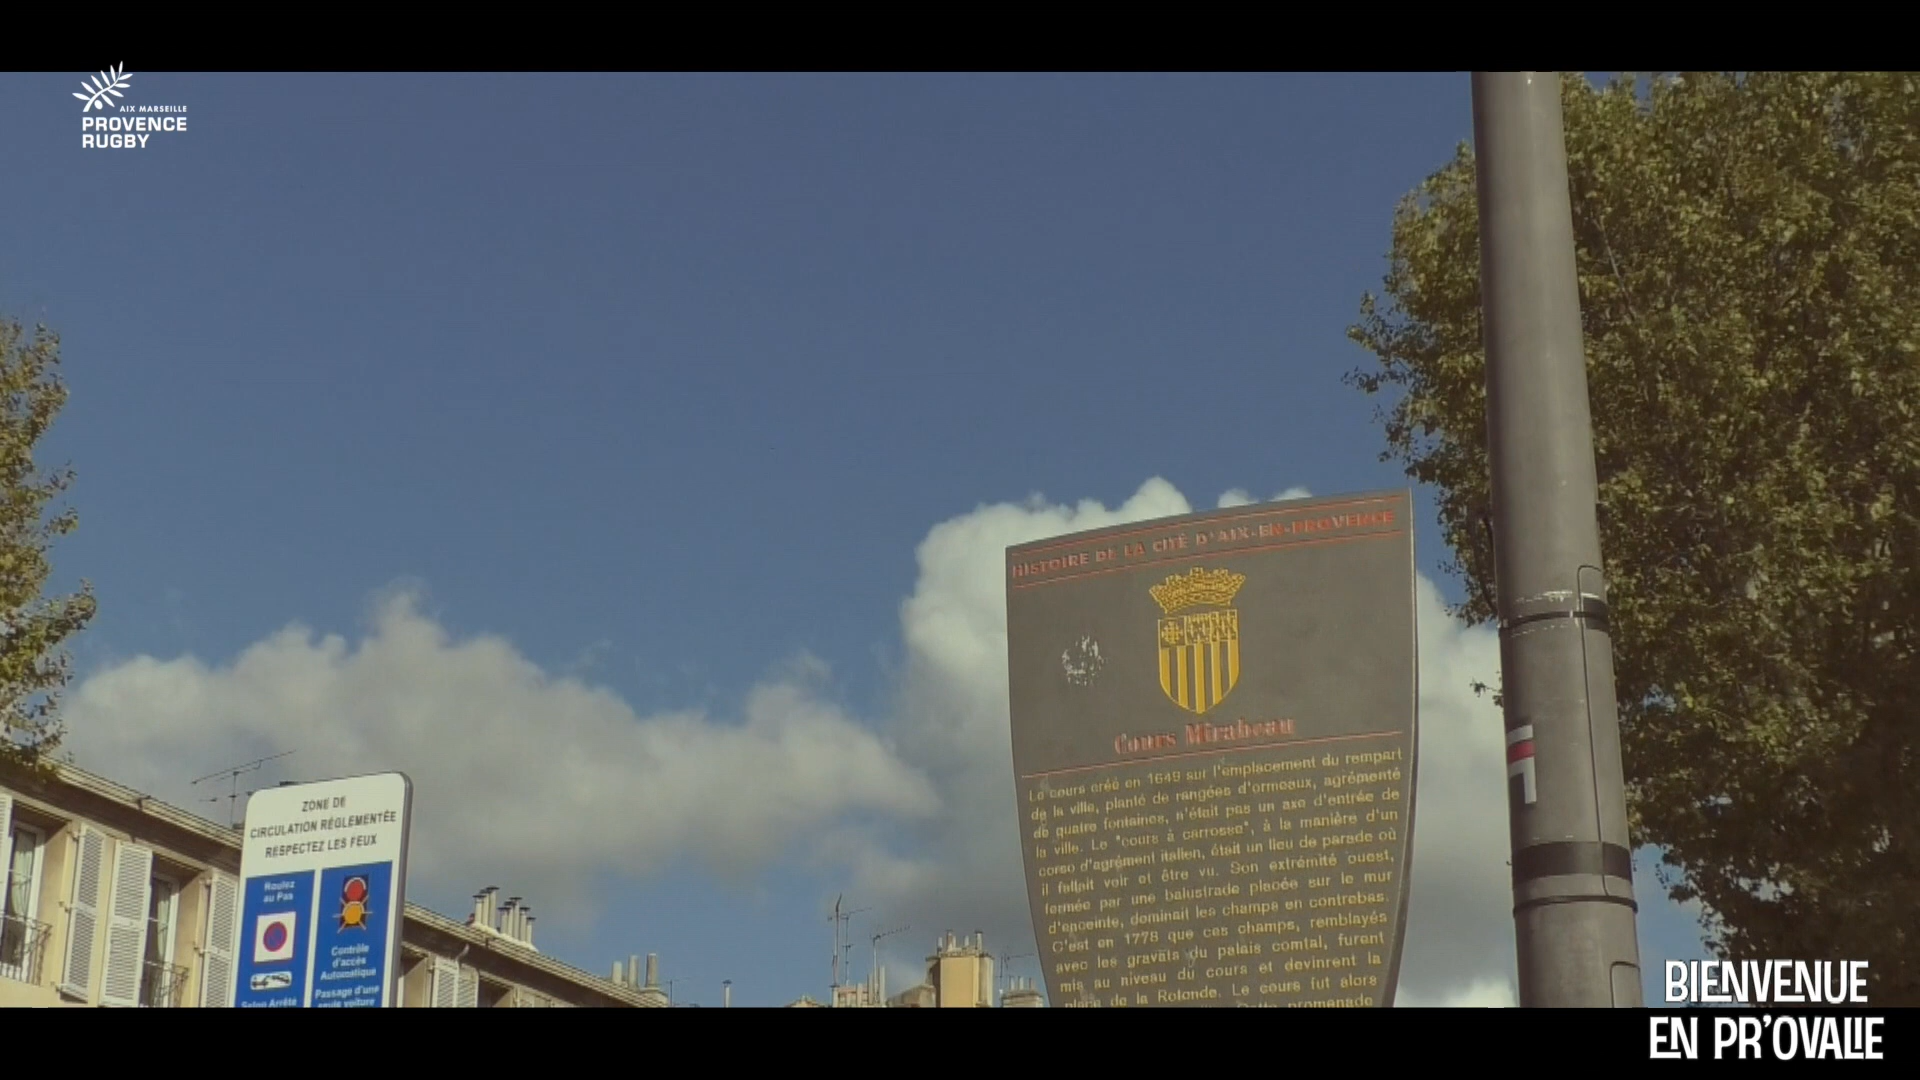 AIX MARSEILLE
PROVENCE
RUGBY
HISTOIRE DE LA CITÉ D'AIX-EN-PROVENCE
Cours Mirabeau
Le cours créé en 1649 sur l'emplacement du rempart
de la ville, planté de rangées d'ormeaux, agrémenté
de quatre fontaines, n'était pas un axe d'entrée de
la ville. Le "cours à carrosse", à la manière d'un
corso d'agrément italien, était un lieu de parade où
il fallait voir et être vu. Son extrémité ouest,
fermée par une balustrade placée sur le mur
d'enceinte, dominait les champs en contrebas.
C'est en 1778 que ces champs, remblayés
avec les gravats du palais comtal, furent
mis au niveau du cours et devinrent la
place de la Rotonde. Le cours fut alors
promenade
ZONE DE
CIRCULATION RÉGLEMENTÉE
RESPECTEZ LES FEUX
Roulez
au Pas
Selon Arrêté
Contrôle
d'accès
Automatique
Passage d'une
seule voiture
BIENVENUE
EN PR'OVALIE